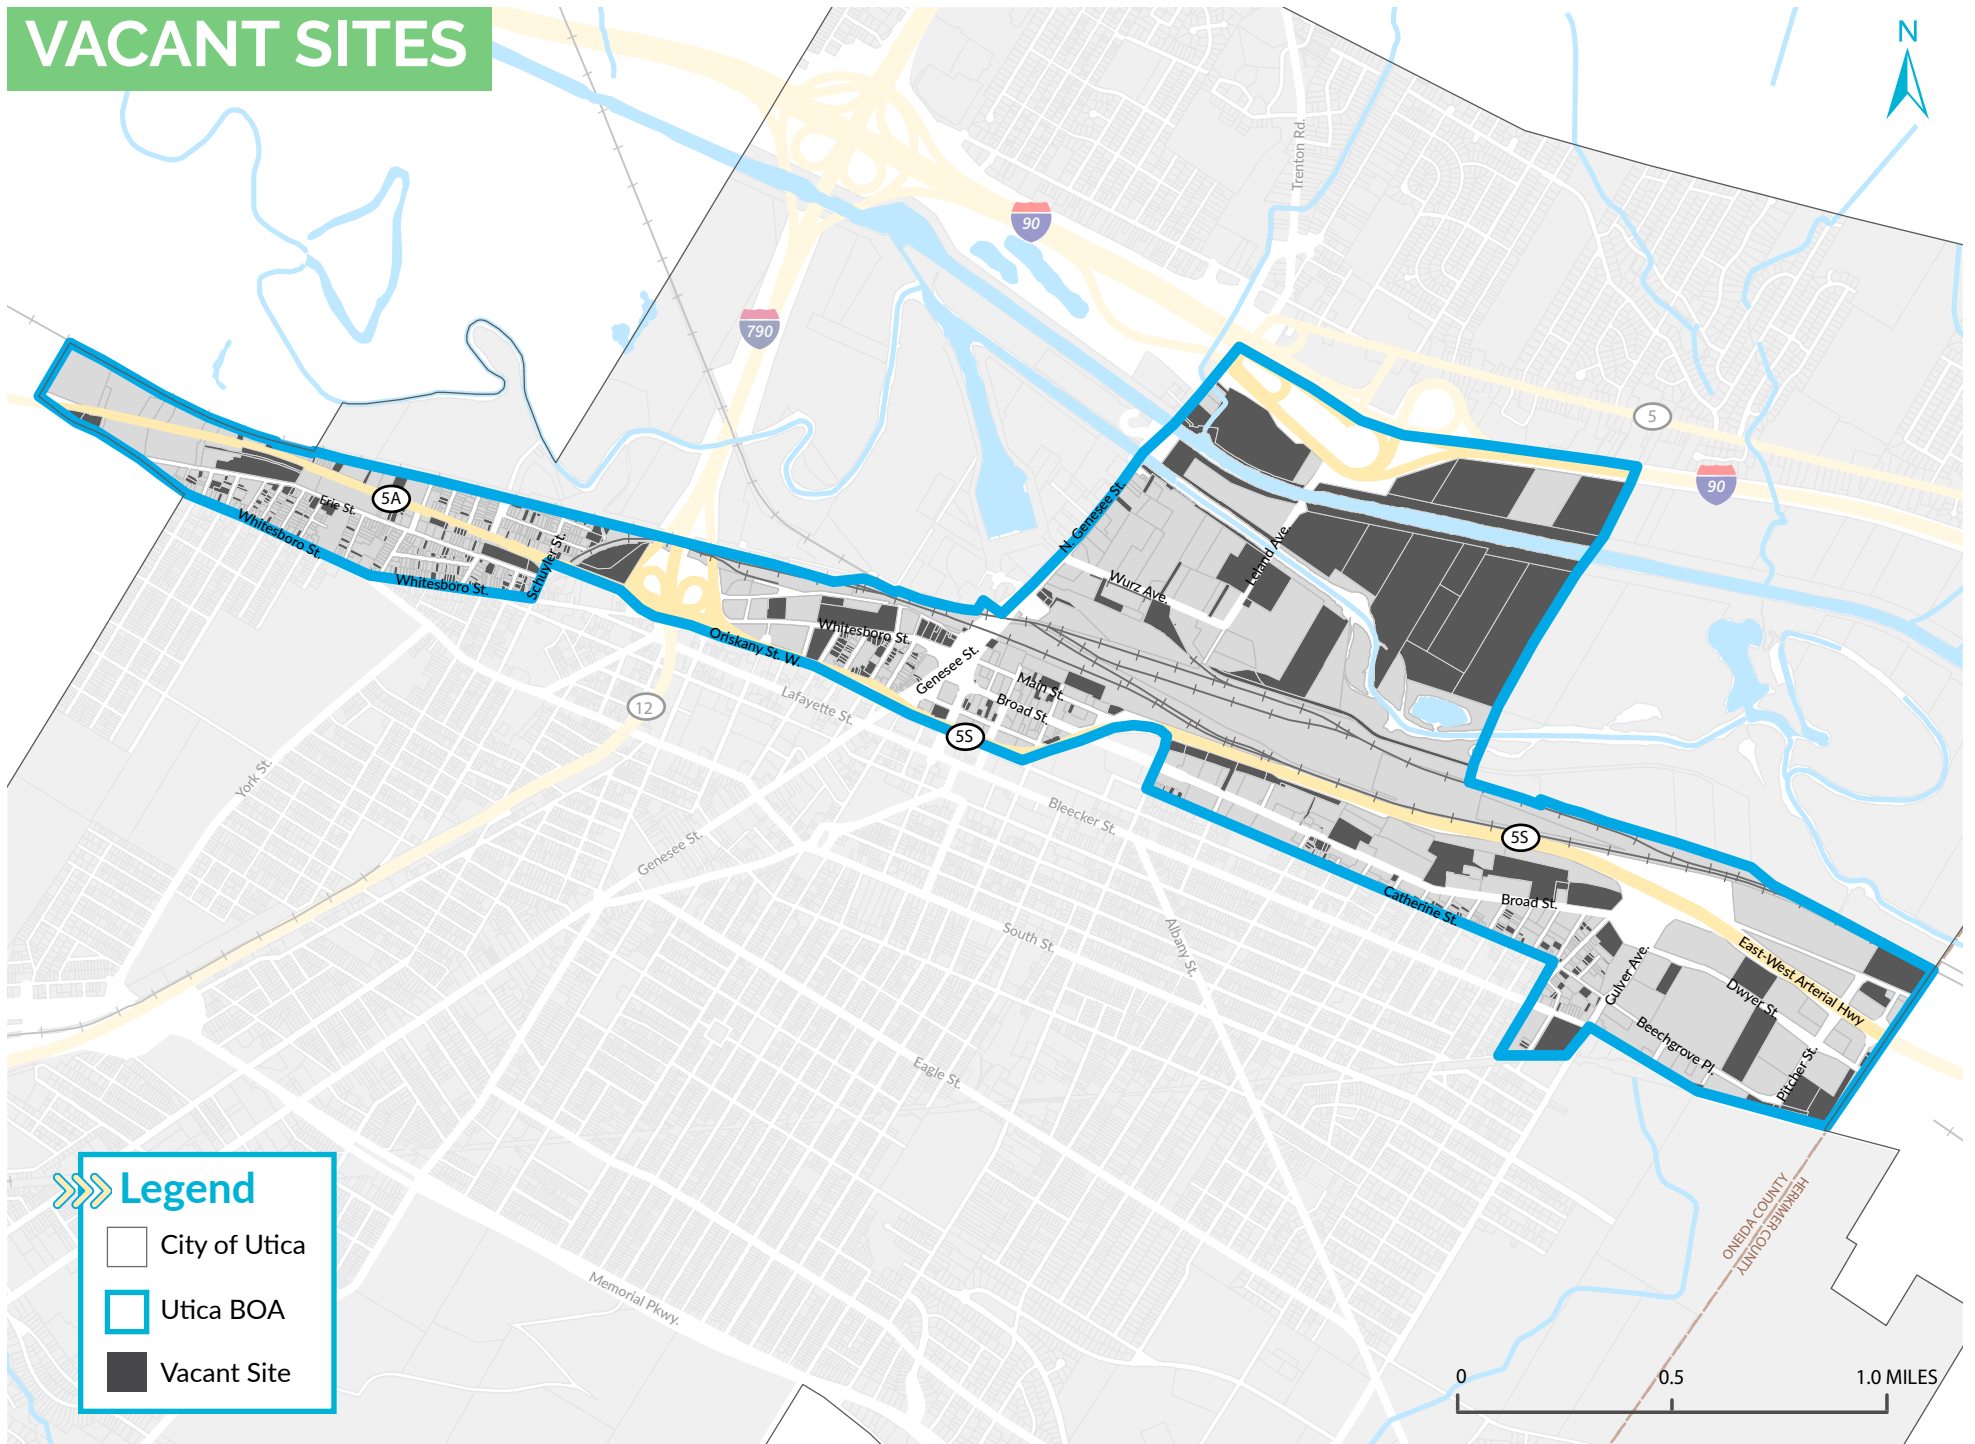 VACANT SITES
N
Trenton Rd.
90
790
5
90
5A
Erie St.
Whitesboro St.
Whitesboro St.
Schuyler St.
N. Genesee St.
Wurz Ave.
Leland Ave.
Whitesboro St.
Oriskany St. W.
Genesee St.
Main St.
Broad St.
Lafayette St.
12
5S
York St.
Genesee St.
Bleecker St.
5S
Catherine St.
Broad St.
Albany St.
South St.
Culver Ave.
East-West Arterial Hwy
Dwyer St.
Beechgrove Pl.
Pitcher St.
Eagle St.
Memorial Pkwy.
ONEIDA COUNTY
HERKIMER COUNTY
Legend
City of Utica
Utica BOA
Vacant Site
0 0.5 1.0 MILES